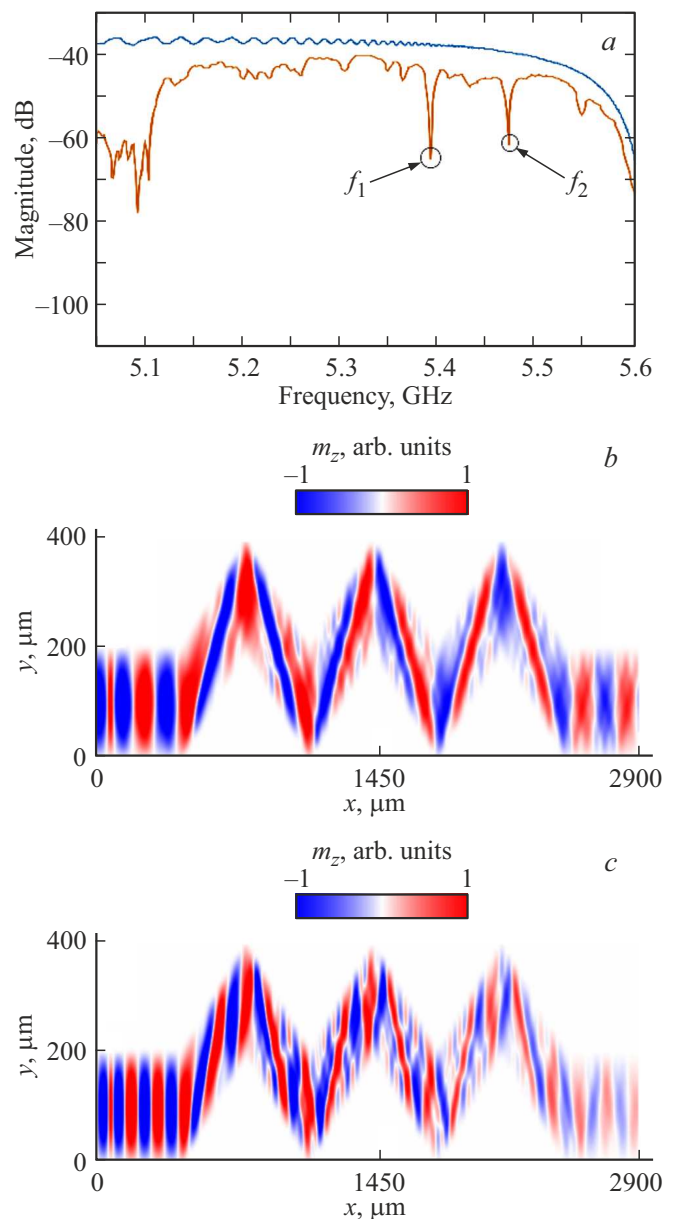 a
−40
−60
−80
−100
Magnitude, dB
f1
f2
5.1 5.2 5.3 5.4 5.5 5.6
Frequency, GHz
mz, arb. units
b
−1 1
400
200
0
y, μm
0 1450 2900
x, μm
mz, arb. units
c
−1 1
400
200
0
y, μm
0 1450 2900
x, μm